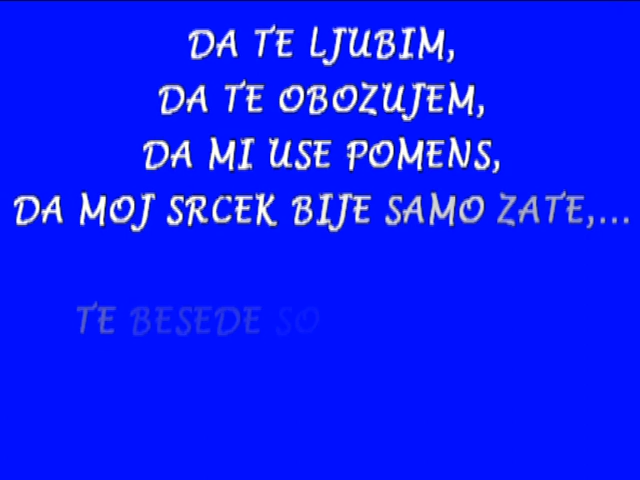 DA TE LJUBIM,
DA TE OBOZUJEM,
DA MI USE POMENS,
DA MOJ SRCEK BIJE SAMO ZATE,...
TE BESEDE SO